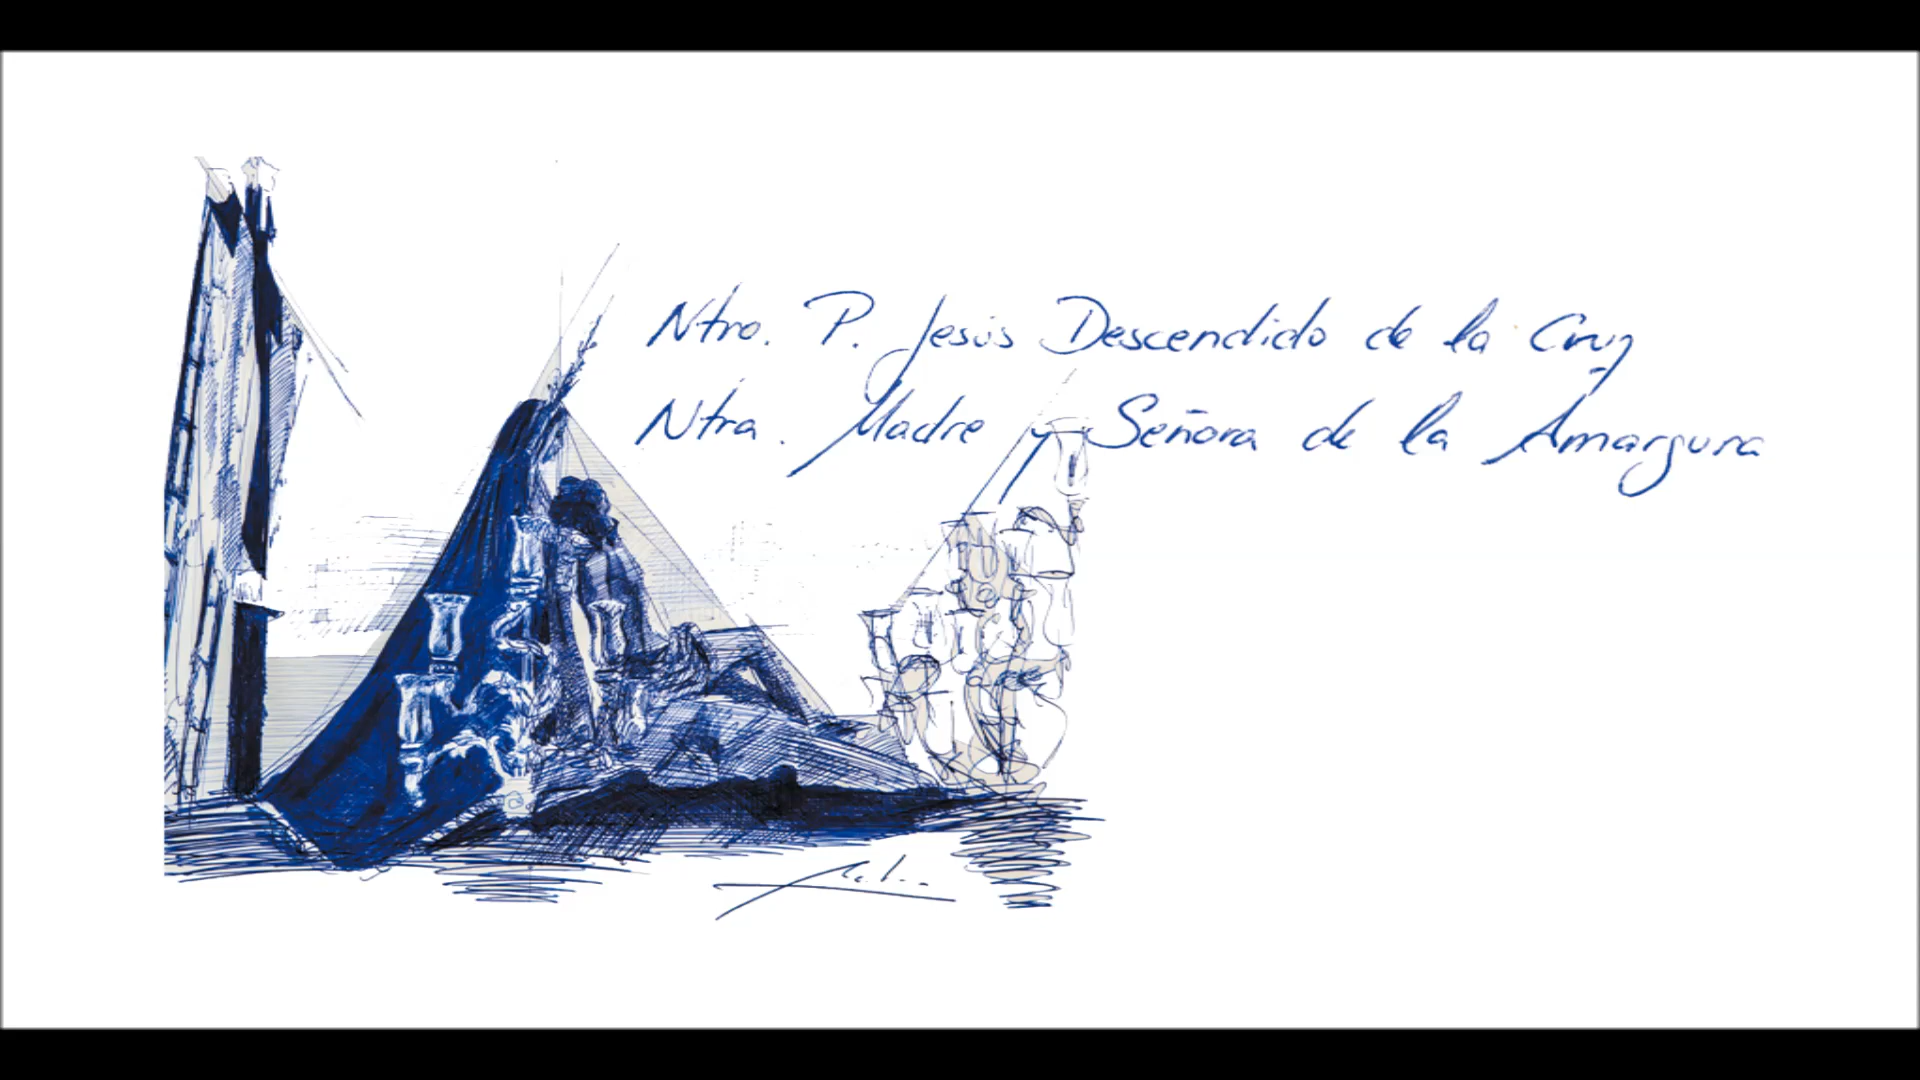 Ntro. P. Jesús Descendido de la Cruz
Ntra. Madre y Señora de la Amargura